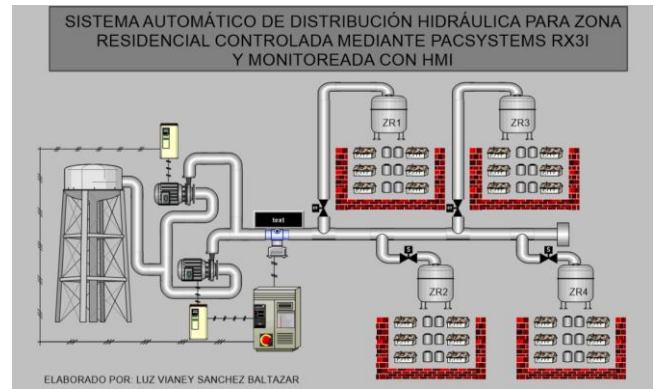 SISTEMA AUTOMÁTICO DE DISTRIBUCIÓN HIDRÁULICA PARA ZONA
RESIDENCIAL CONTROLADA MEDIANTE PACSYSTEMS RX3I
Y MONITOREADA CON HMI
ZR1
ZR3
text
S
S
ZR2
ZR4
ELABORADO POR: LUZ VIANEY SANCHEZ BALTAZAR